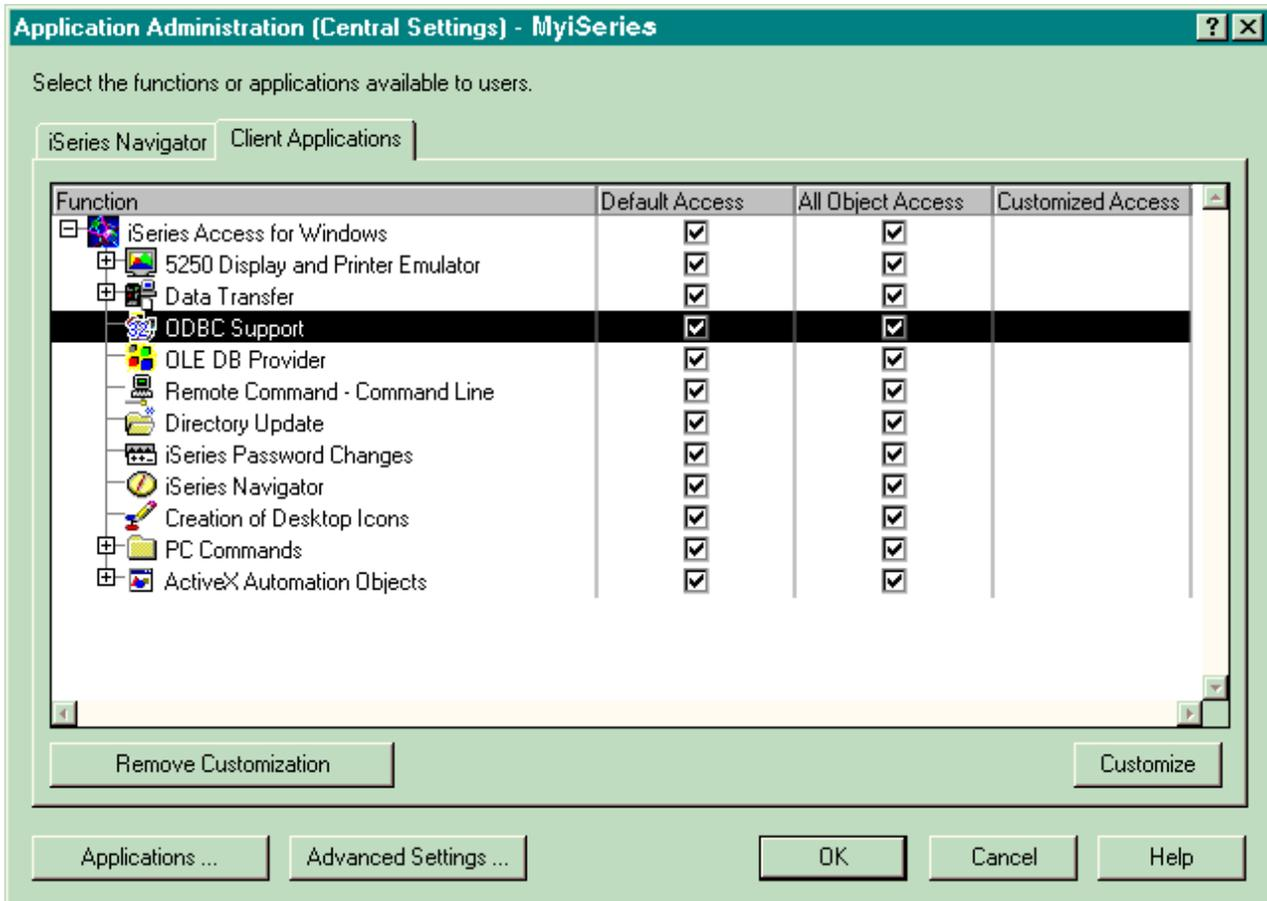 Application Administration (Central Settings) - MyiSeries
Select the functions or applications available to users.
iSeries Navigator Client Applications
Function Default Access All Object Access Customized Access
iSeries Access for Windows
5250 Display and Printer Emulator
Data Transfer
32 ODBC Support
OLE DB Provider
Remote Command - Command Line
Directory Update
iSeries Password Changes
iSeries Navigator
Creation of Desktop Icons
PC Commands
ActiveX Automation Objects
Remove Customization Customize
Applications ... Advanced Settings ... OK Cancel Help